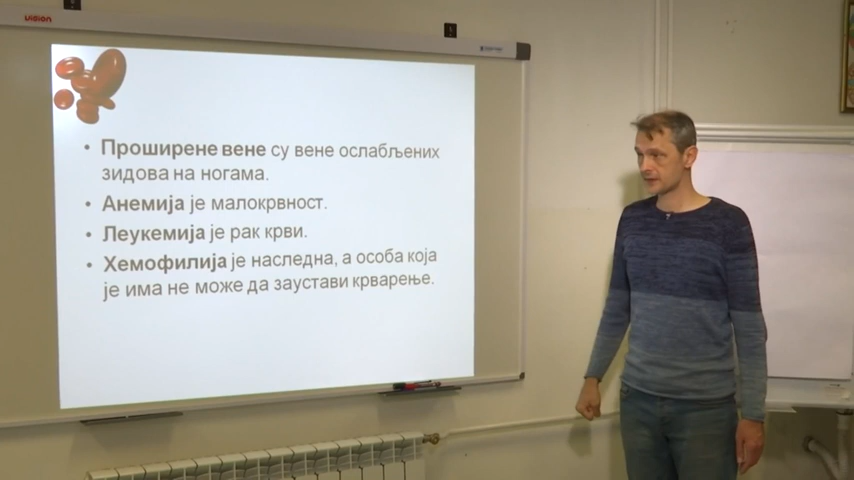 vision
• Проширене вене су вене ослабљених
зидова на ногама.
• Анемија је малокрвност.
• Леукемија је рак крви.
• Хемофилија је наследна, а особа која
је има не може да заустави крварење.